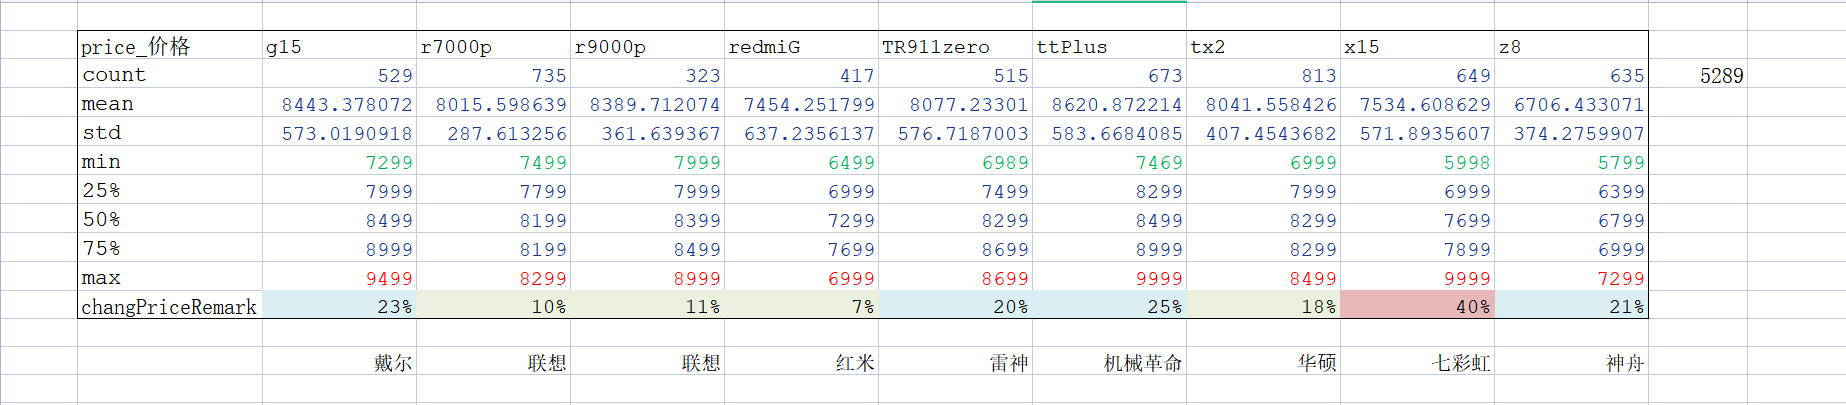 price_价格 g15 r7000p r9000p redmiG TR911zero ttPlus tx2 x15 z8
count 529 735 323 417 515 673 813 649 635 5289
mean 8443.378072 8015.598639 8389.712074 7454.251799 8077.23301 8620.872214 8041.558426 7534.608629 6706.433071
std 573.0190918 287.613256 361.639367 637.2356137 576.7187003 583.6684085 407.4543682 571.8935607 374.2759907
min 7299 7499 7999 6499 6989 7469 6999 5998 5799
25% 7999 7799 7999 6999 7499 8299 7999 6999 6399
50% 8499 8199 8399 7299 8299 8499 8299 7699 6799
75% 8999 8199 8499 7699 8699 8999 8299 7899 6999
max 9499 8299 8999 6999 8699 9999 8499 9999 7299
changPriceRemark 23% 10% 11% 7% 20% 25% 18% 40% 21%
戴尔 联想 联想 红米 雷神 机械革命 华硕 七彩虹 神舟